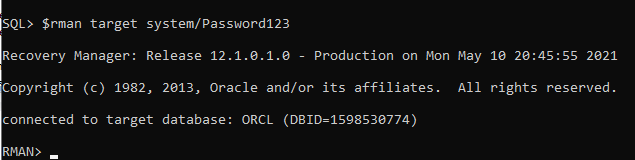 SQL> $rman target system/Password123
Recovery Manager: Release 12.1.0.1.0 - Production on Mon May 10 20:45:55 2021
Copyright (c) 1982, 2013, Oracle and/or its affiliates.  All rights reserved.
connected to target database: ORCL (DBID=1598530774)
RMAN> _